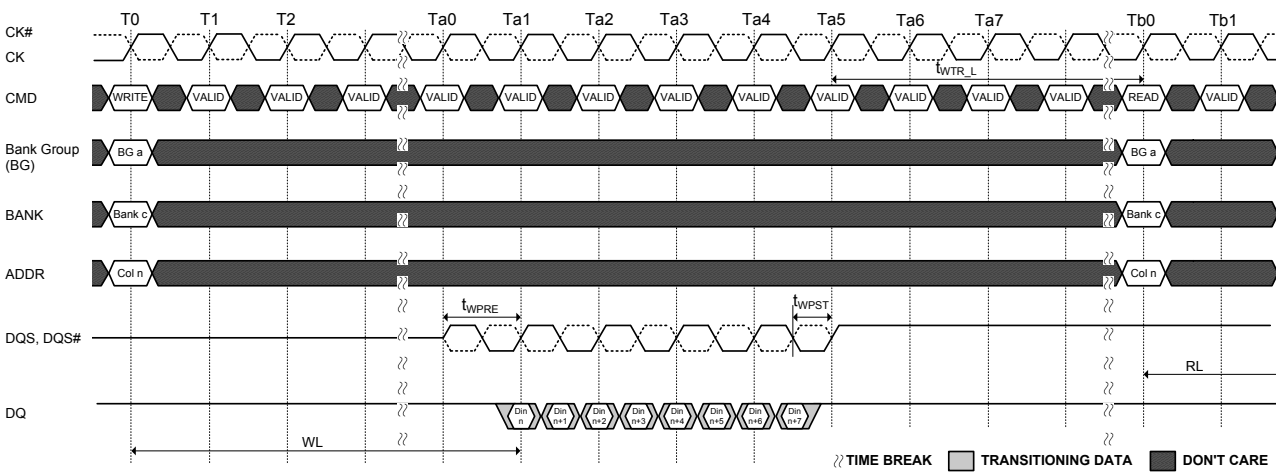 T0 T1 T2 Ta0 Ta1 Ta2 Ta3 Ta4 Ta5 Ta6 Ta7 Tb0 Tb1
CK#
CK
tWTR_L
CMD WRITE VALID VALID VALID VALID VALID VALID VALID VALID VALID VALID VALID VALID READ VALID
Bank Group
(BG)
BG a BG a
BANK Bank c Bank c
ADDR Col n Col n
tWPRE tWPST
DQS, DQS#
RL
DQ Din n Din n+1 Din n+2 Din n+3 Din n+4 Din n+5 Din n+6 Din n+7
WL
TIME BREAK TRANSITIONING DATA DON'T CARE